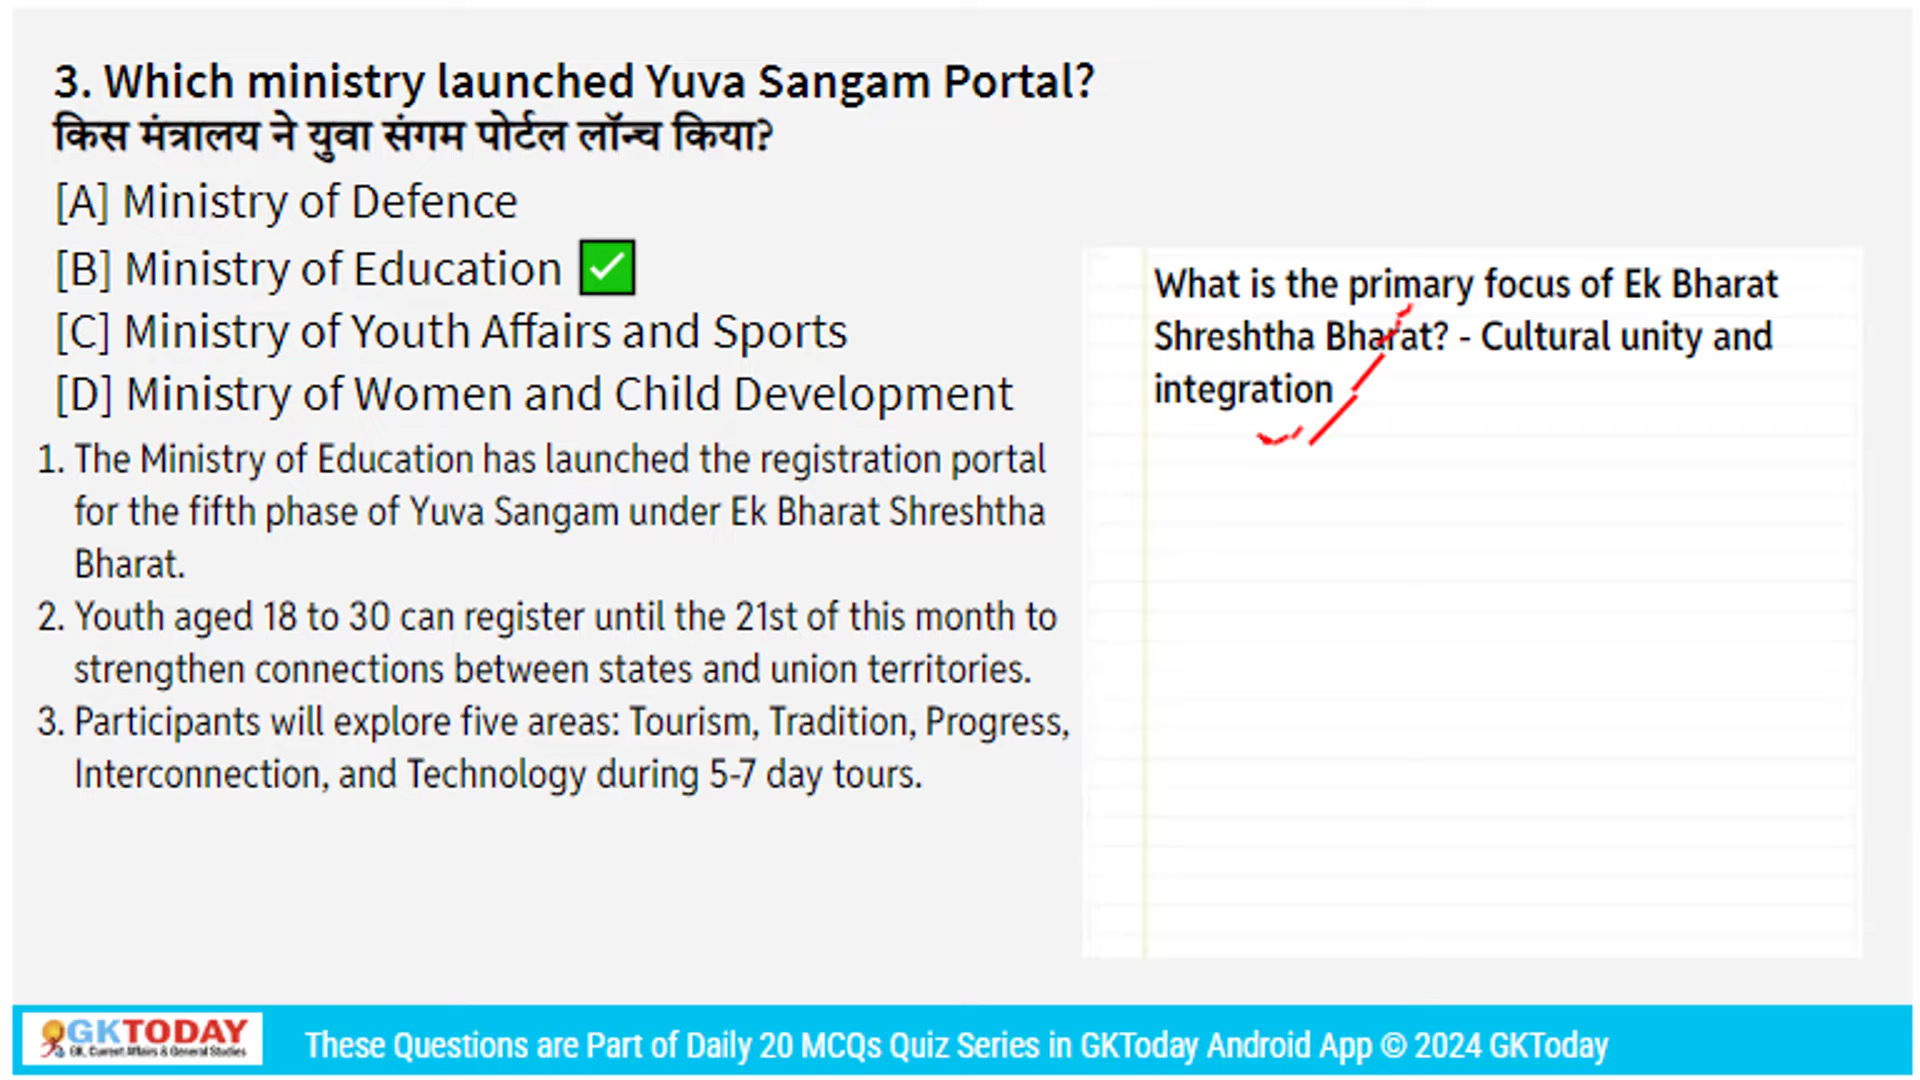 3. Which ministry launched Yuva Sangam Portal?
किस मंत्रालय ने युवा संगम पोर्टल लॉन्च किया?
[A] Ministry of Defence
[B] Ministry of Education
[C] Ministry of Youth Affairs and Sports
[D] Ministry of Women and Child Development
1. The Ministry of Education has launched the registration portal
for the fifth phase of Yuva Sangam under Ek Bharat Shreshtha
Bharat.
2. Youth aged 18 to 30 can register until the 21st of this month to
strengthen connections between states and union territories.
3. Participants will explore five areas: Tourism, Tradition, Progress,
Interconnection, and Technology during 5-7 day tours.
What is the primary focus of Ek Bharat
Shreshtha Bharat? - Cultural unity and
integration
GKTODAY
GK, Current Affairs & General Studies
These Questions are Part of Daily 20 MCQs Quiz Series in GKToday Android App © 2024 GKToday